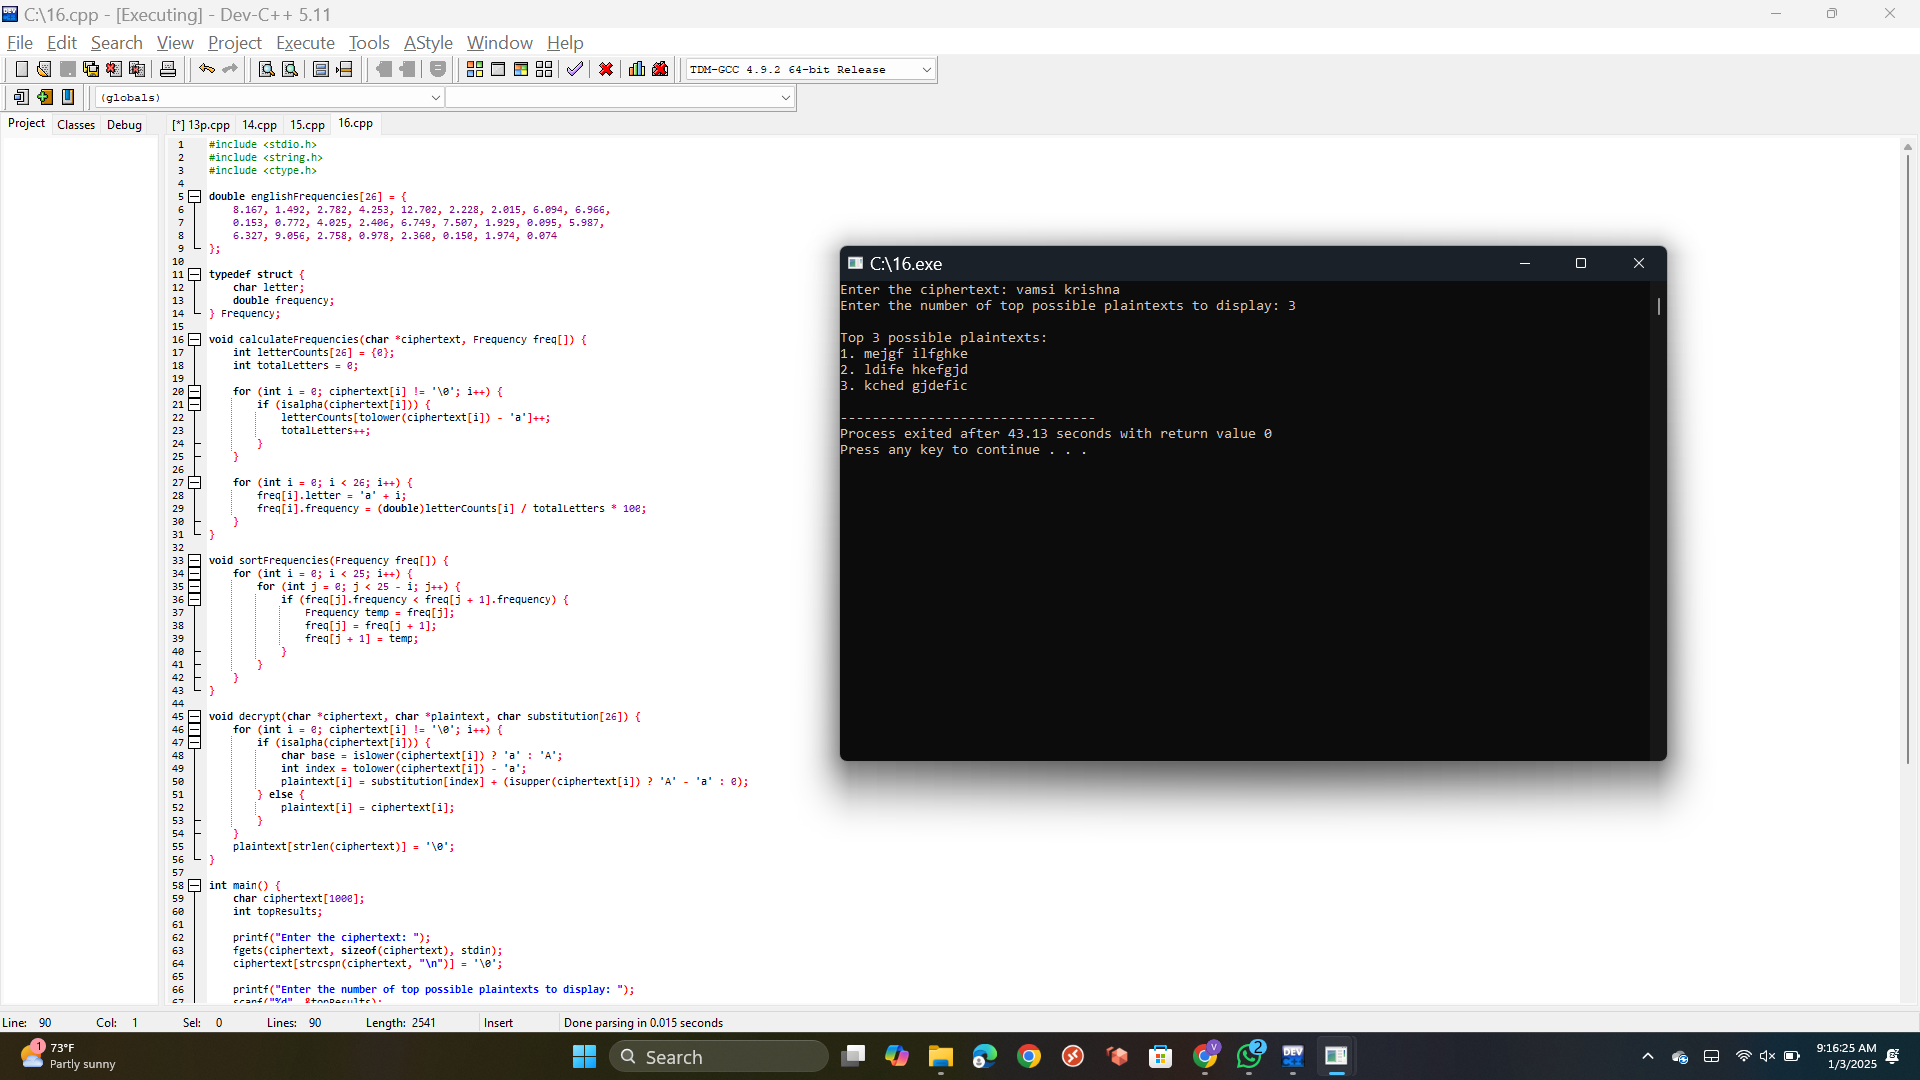 C:\16.cpp - [Executing] - Dev-C++ 5.11
File Edit Search View Project Execute Tools AStyle Window Help
TDM-GCC 4.9.2 64-bit Release
(globals)
Project Classes Debug
[*] 13p.cpp 14.cpp 15.cpp 16.cpp
1 #include <stdio.h>
2 #include <string.h>
3 #include <ctype.h>
4
5 double englishFrequencies[26] = {
6 8.167, 1.492, 2.782, 4.253, 12.702, 2.228, 2.015, 6.094, 6.966,
7 0.153, 0.772, 4.025, 2.406, 6.749, 7.507, 1.929, 0.095, 5.987,
8 6.327, 9.056, 2.758, 0.978, 2.360, 0.150, 1.974, 0.074
9 };
10
11 typedef struct {
12 char letter;
13 double frequency;
14 } Frequency;
15
16 void calculateFrequencies(char *ciphertext, Frequency freq[]) {
17 int letterCounts[26] = {0};
18 int totalLetters = 0;
19
20 for (int i = 0; ciphertext[i] != '\0'; i++) {
21 if (isalpha(ciphertext[i])) {
22 letterCounts[tolower(ciphertext[i]) - 'a']++;
23 totalLetters++;
24 }
25 }
26
27 for (int i = 0; i < 26; i++) {
28 freq[i].letter = 'a' + i;
29 freq[i].frequency = (double)letterCounts[i] / totalLetters * 100;
30 }
31 }
32
33 void sortFrequencies(Frequency freq[]) {
34 for (int i = 0; i < 25; i++) {
35 for (int j = 0; j < 25 - i; j++) {
36 if (freq[j].frequency < freq[j + 1].frequency) {
37 Frequency temp = freq[j];
38 freq[j] = freq[j + 1];
39 freq[j + 1] = temp;
40 }
41 }
42 }
43 }
44
45 void decrypt(char *ciphertext, char *plaintext, char substitution[26]) {
46 for (int i = 0; ciphertext[i] != '\0'; i++) {
47 if (isalpha(ciphertext[i])) {
48 char base = islower(ciphertext[i]) ? 'a' : 'A';
49 int index = tolower(ciphertext[i]) - 'a';
50 plaintext[i] = substitution[index] + (isupper(ciphertext[i]) ? 'A' - 'a' : 0);
51 } else {
52 plaintext[i] = ciphertext[i];
53 }
54 }
55 plaintext[strlen(ciphertext)] = '\0';
56 }
57
58 int main() {
59 char ciphertext[1000];
60 int topResults;
61
62 printf("Enter the ciphertext: ");
63 fgets(ciphertext, sizeof(ciphertext), stdin);
64 ciphertext[strcspn(ciphertext, "\n")] = '\0';
65
66 printf("Enter the number of top possible plaintexts to display: ");
67 scanf("%d", &topResults);
C:\16.exe
Enter the ciphertext: vamsi krishna
Enter the number of top possible plaintexts to display: 3
Top 3 possible plaintexts:
1. mejgf ilfghke
2. ldife hkefgjd
3. kched gjdefic
--------------------------------
Process exited after 43.13 seconds with return value 0
Press any key to continue . . .
Line: 90 Col: 1 Sel: 0 Lines: 90 Length: 2541 Insert Done parsing in 0.015 seconds
1 73°F
Partly sunny
Search
V
2
DEV
9:16:25 AM
1/3/2025